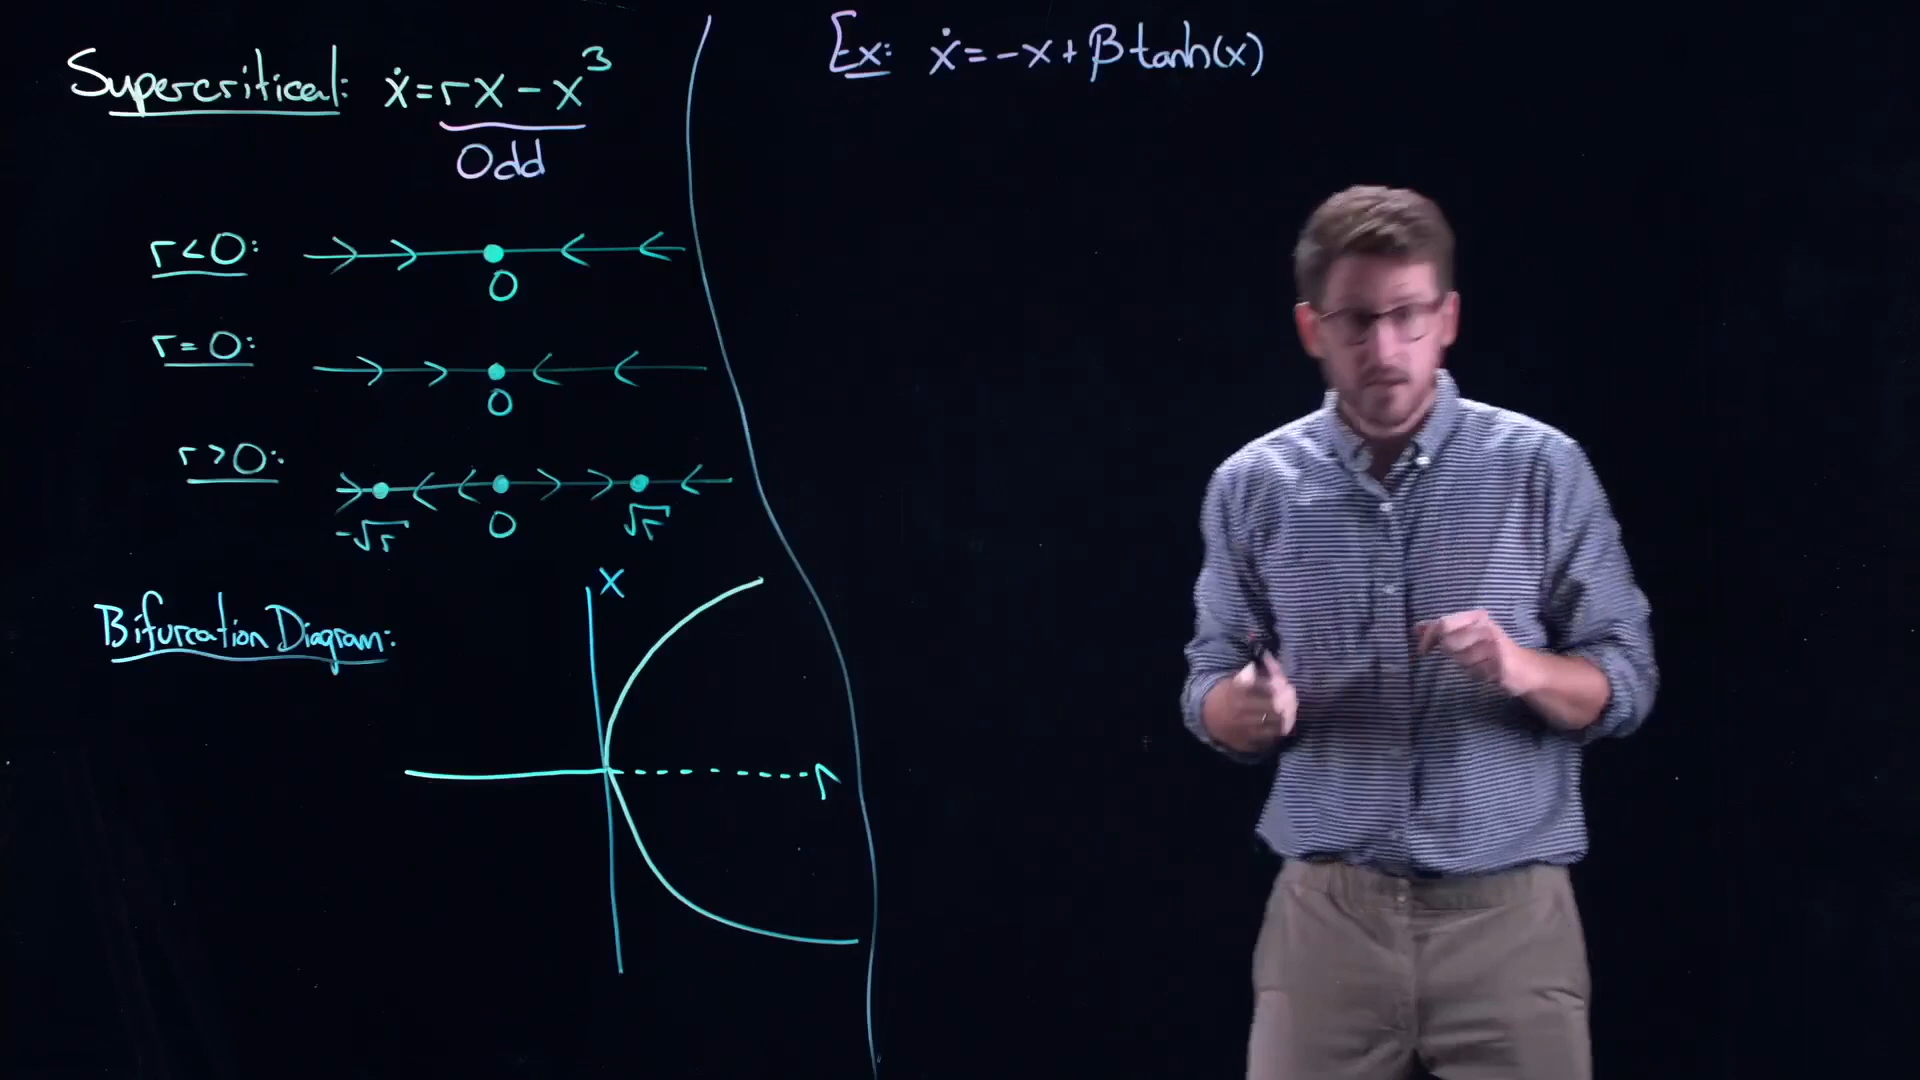 Supercritical: ẋ = rx - x³
Odd
r<0:
0
r=0:
0
r>0:
-√r 0 √r
Bifurcation Diagram:
x
r
Ex: ẋ = -x + β tanh(x)